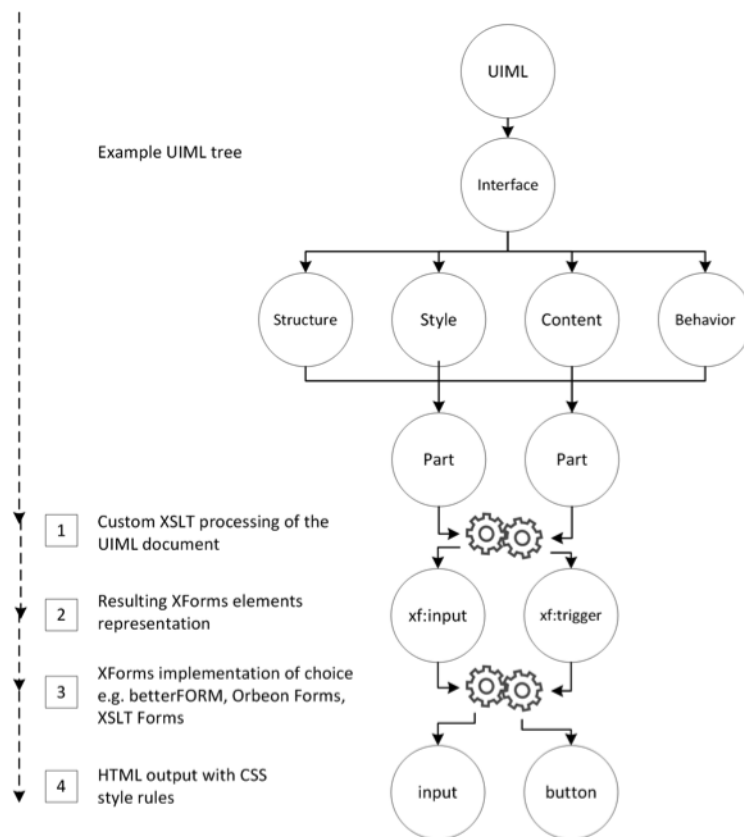 UIML
Example UIML tree
Interface
Structure
Style
Content
Behavior
Part
Part
1
Custom XSLT processing of the
UIML document
2
Resulting XForms elements
representation
xf:input
xf:trigger
3
XForms implementation of choice
e.g. betterFORM, Orbeon Forms,
XSLT Forms
4
HTML output with CSS
style rules
input
button